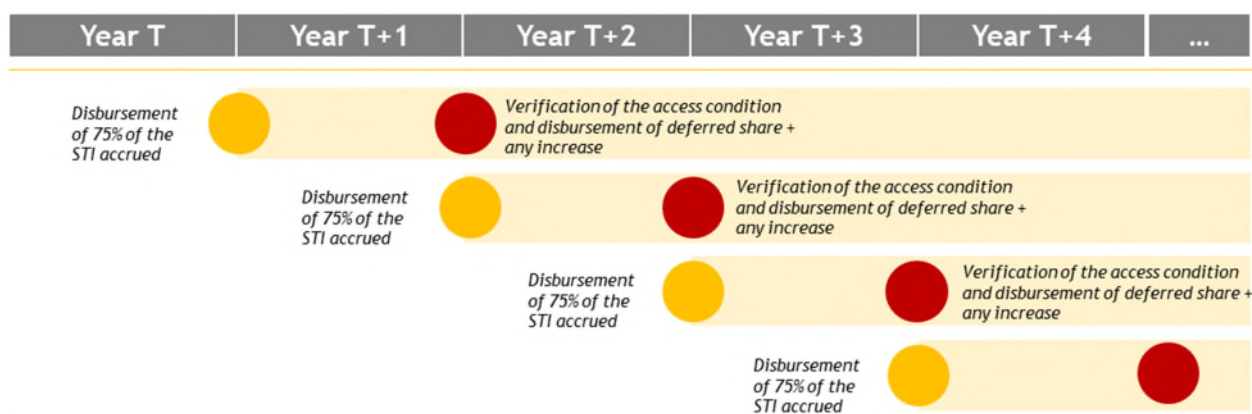 Year T
Year T+1
Year T+2
Year T+3
Year T+4
...
Disbursement
of 75% of the
STI accrued
Verification of the access condition
and disbursement of deferred share +
any increase
Disbursement
of 75% of the
STI accrued
Verification of the access condition
and disbursement of deferred share +
any increase
Disbursement
of 75% of the
STI accrued
Verification of the access condition
and disbursement of deferred share +
any increase
Disbursement
of 75% of the
STI accrued